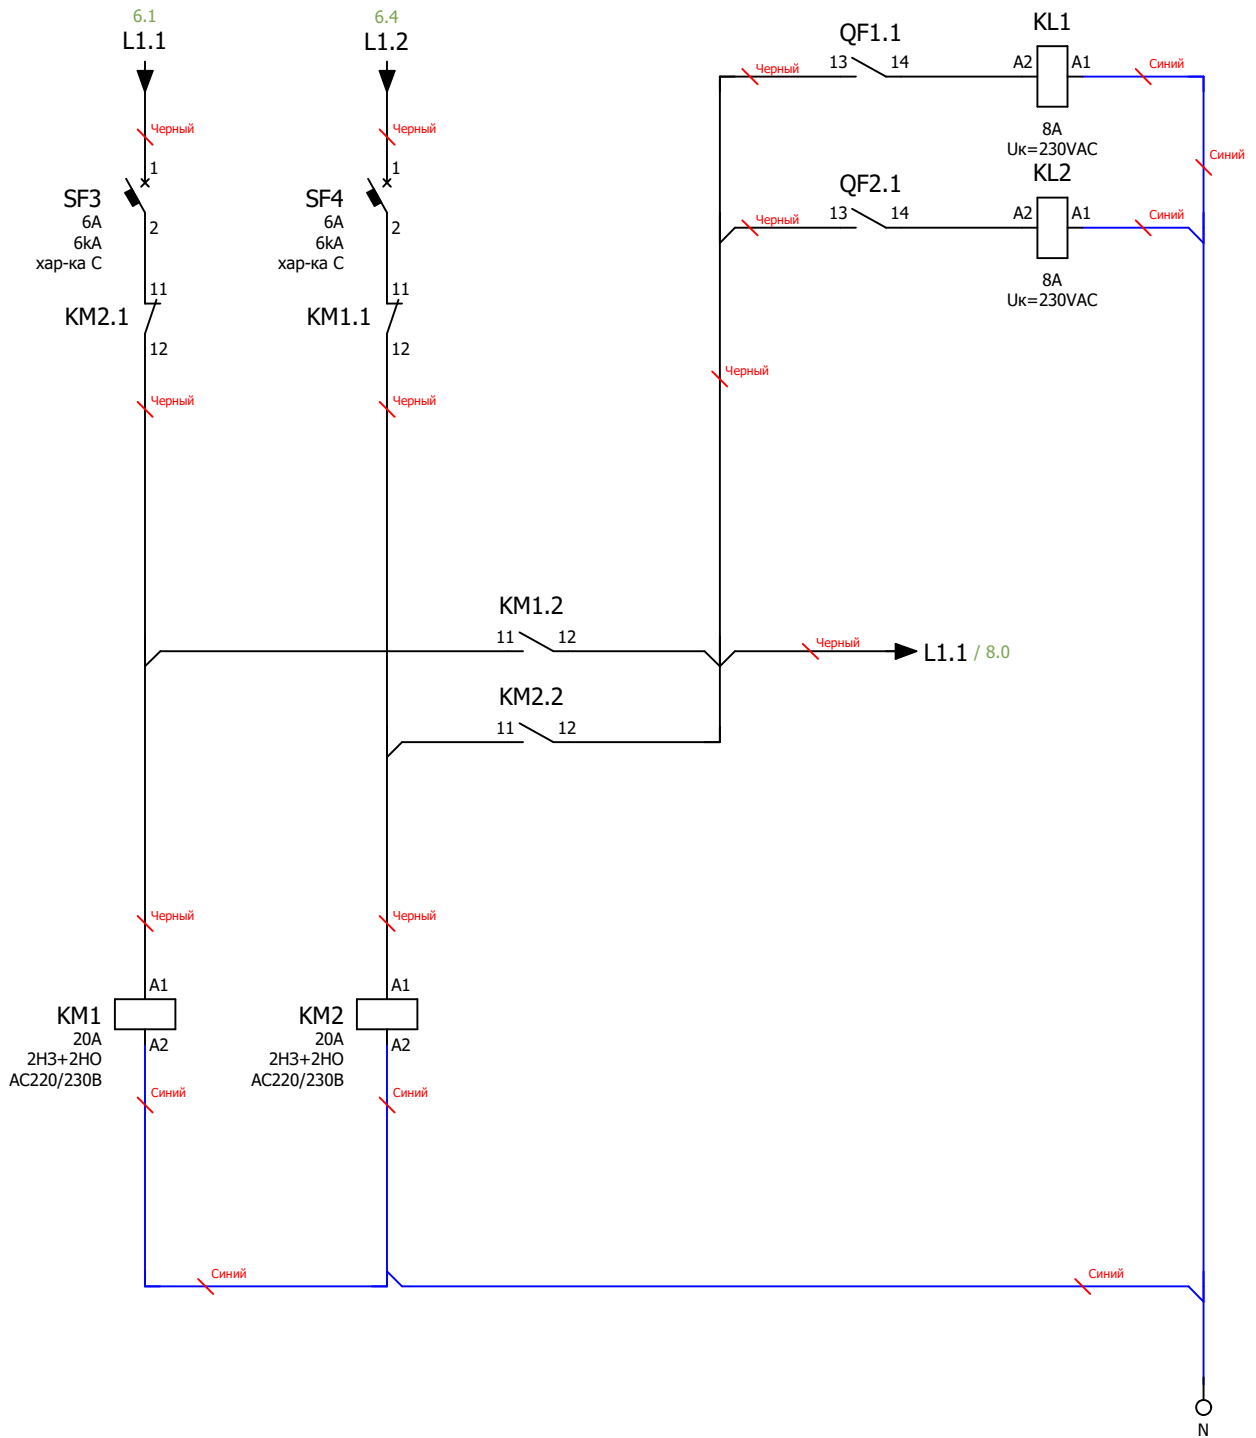 6.1
L1.1
6.4
L1.2
Черный
Черный
1
SF3
6A
6kA
хар-ка C
2
1
SF4
6A
6kA
хар-ка C
2
11
KM2.1
12
11
KM1.1
12
Черный
Черный
QF1.1
13 14
Черный
KL1
A2 A1
8A
Uк=230VAC
Синий
Синий
QF2.1
13 14
Черный
KL2
A2 A1
8A
Uк=230VAC
Синий
Черный
KM1.2
11 12
Черный
L1.1 / 8.0
KM2.2
11 12
Черный
Черный
A1
KM1
20A
2НЗ+2НО
AC220/230В
A2
A1
KM2
20A
2НЗ+2НО
AC220/230В
A2
Синий
Синий
Синий
Синий
N